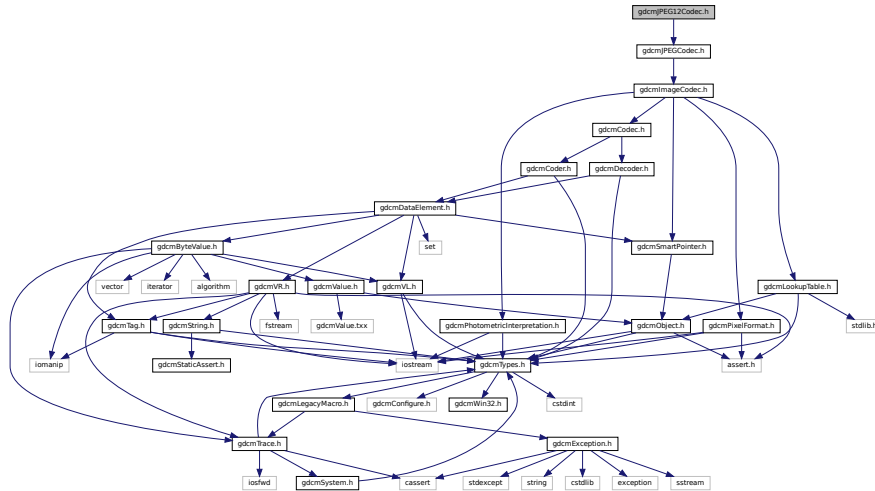 gdcmJPEG12Codec.h
gdcmJPEGCodec.h
gdcmImageCodec.h
gdcmCodec.h
gdcmCoder.h
gdcmDecoder.h
gdcmDataElement.h
gdcmByteValue.h
set
gdcmSmartPointer.h
vector
iterator
algorithm
gdcmVR.h
gdcmValue.h
gdcmVL.h
gdcmLookupTable.h
gdcmTag.h
gdcmString.h
fstream
gdcmValue.txx
gdcmPhotometricInterpretation.h
gdcmObject.h
gdcmPixelFormat.h
stdlib.h
iomanip
gdcmStaticAssert.h
iostream
gdcmTypes.h
assert.h
gdcmLegacyMacro.h
gdcmConfigure.h
gdcmWin32.h
cstdint
gdcmTrace.h
gdcmException.h
iosfwd
gdcmSystem.h
cassert
stdexcept
string
cstdlib
exception
sstream